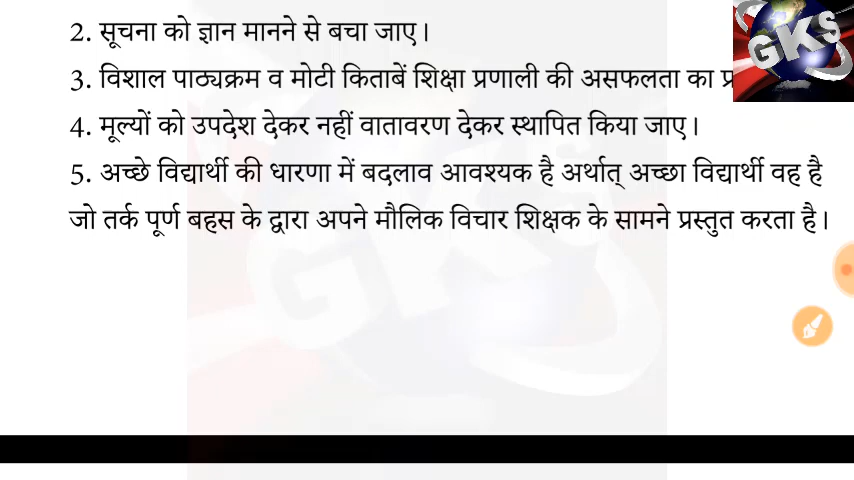 2. सूचना को ज्ञान मानने से बचा जाए।
GKS
3. विशाल पाठ्यक्रम व मोटी किताबें शिक्षा प्रणाली की असफलता का
4. मूल्यों को उपदेश देकर नहीं वातावरण देकर स्थापित किया जाए।
5. अच्छे विद्यार्थी की धारणा में बदलाव आवश्यक है अर्थात् अच्छा विद्यार्थी वह है
जो तर्क पूर्ण बहस के द्वारा अपने मौलिक विचार शिक्षक के सामने प्रस्तुत करता है।
GKS